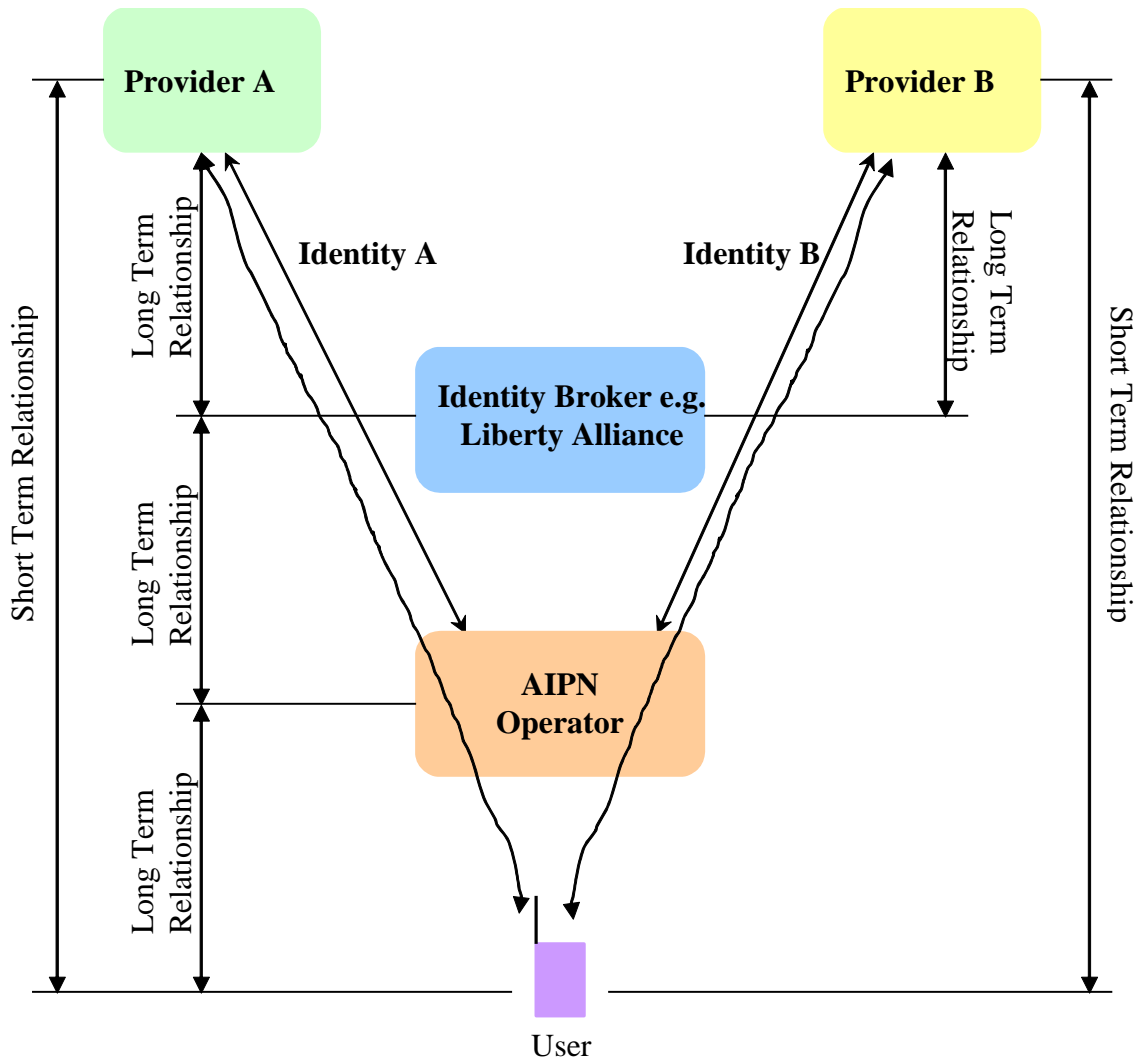 Provider A
Provider B
Long Term
Relationship
Identity A
Identity B
Long Term
Relationship
Short Term Relationship
Short Term Relationship
Identity Broker e.g.
Liberty Alliance
Long Term
Relationship
AIPN
Operator
Long Term
Relationship
User